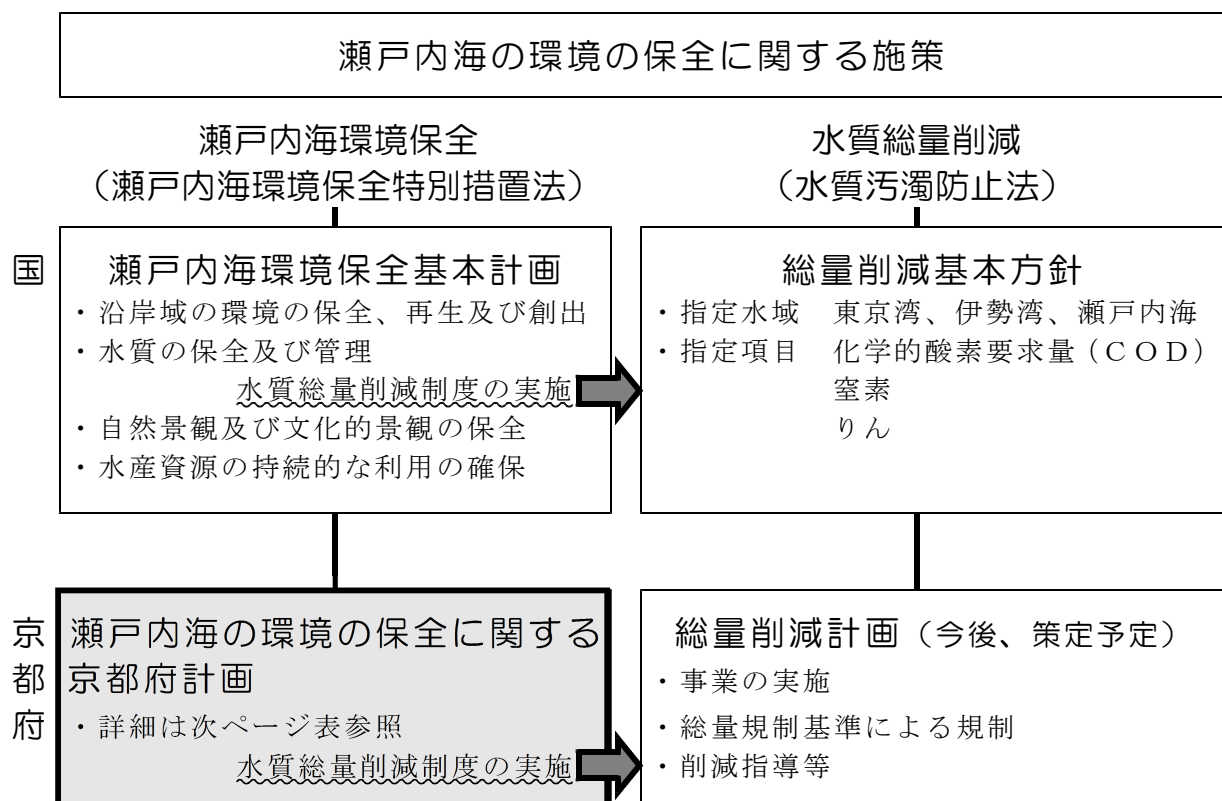 瀬戸内海の環境の保全に関する施策
瀬戸内海環境保全
（瀬戸内海環境保全特別措置法）
水質総量削減
（水質汚濁防止法）
国
瀬戸内海環境保全基本計画
・沿岸域の環境の保全、再生及び創出
・水質の保全及び管理
水質総量削減制度の実施
・自然景観及び文化的景観の保全
・水産資源の持続的な利用の確保
総量削減基本方針
・指定水域　東京湾、伊勢湾、瀬戸内海
・指定項目　化学的酸素要求量（ＣＯＤ）
窒素
りん
京都府
瀬戸内海の環境の保全に関する
京都府計画
・詳細は次ページ表参照
水質総量削減制度の実施
総量削減計画（今後、策定予定）
・事業の実施
・総量規制基準による規制
・削減指導等